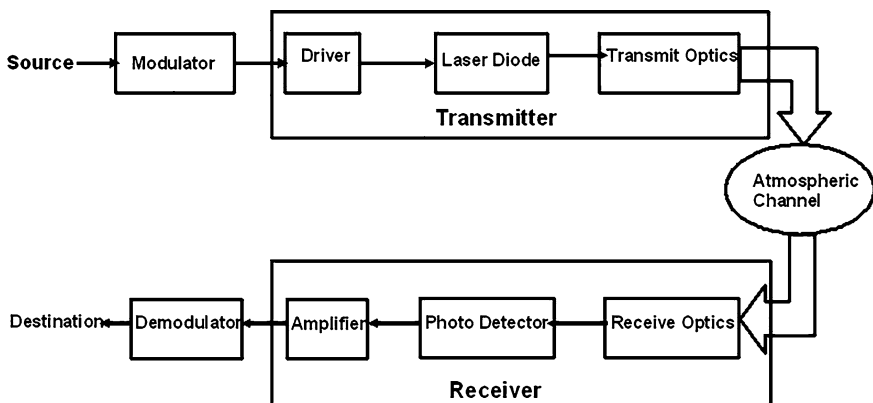 Source
Modulator
Driver
Laser Diode
Transmit Optics
Transmitter
Atmospheric
Channel
Destination
Demodulator
Amplifier
Photo Detector
Receive Optics
Receiver